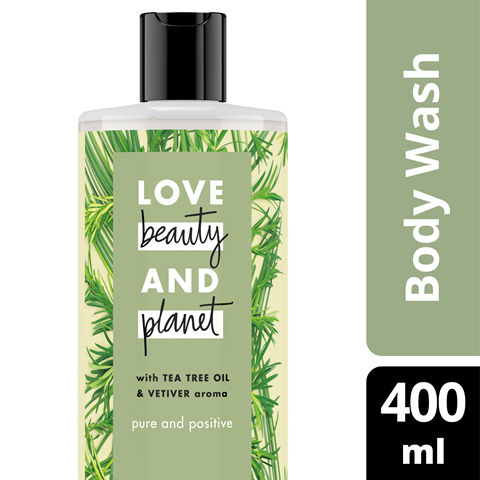 LOVE
beauty
AND
planet
with TEA TREE OIL
& VETIVER aroma
pure and positive
Body Wash
400
ml